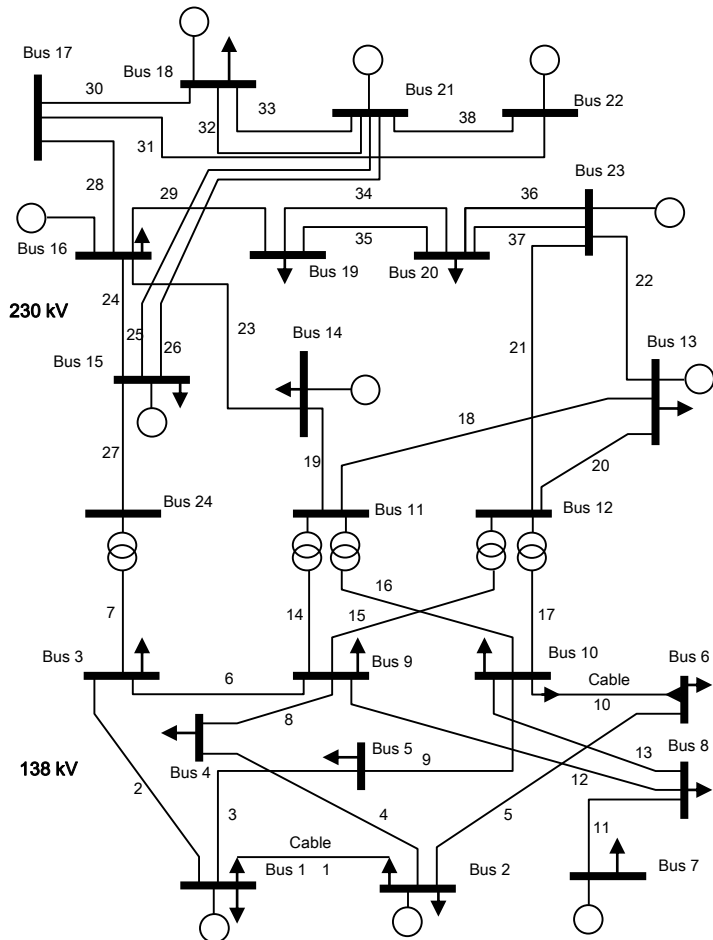 Bus 17
Bus 18
Bus 21
Bus 22
30
33
32
38
31
Bus 23
28
29
34
36
35
37
Bus 16
Bus 19
Bus 20
22
24
230 kV
23
Bus 14
25
26
21
Bus 13
Bus 15
18
27
19
20
Bus 24
Bus 11
Bus 12
16
7
14
15
17
Bus 3
Bus 9
Bus 10
Bus 6
6
Cable
10
8
Bus 4
Bus 5
9
13
Bus 8
138 kV
12
2
3
4
5
11
Cable
Bus 1
1
Bus 2
Bus 7